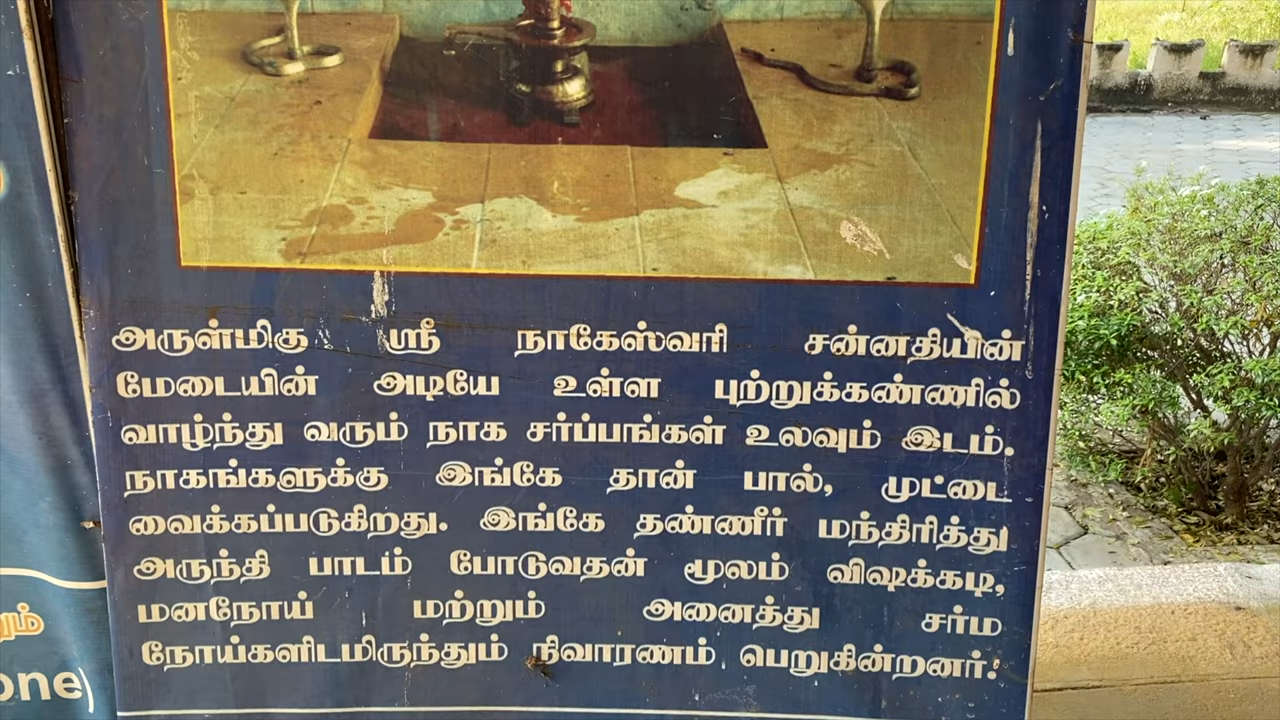 அருள்மிகு ஸ்ரீ நாகேஸ்வரி சன்னதியின்
மேடையின் அடியே உள்ள புற்றுக்கண்ணில்
வாழ்ந்து வரும் நாக சர்ப்பங்கள் உலவும் இடம்.
நாகங்களுக்கு இங்கே தான் பால், முட்டை
வைக்கப்படுகிறது. இங்கே தண்ணீர் மந்திரித்து
அருந்தி பாடம் போடுவதன் மூலம் விஷக்கடி,
மனநோய் மற்றும் அனைத்து சர்ம
நோய்களிடமிருந்தும் நிவாரணம் பெறுகின்றனர்.